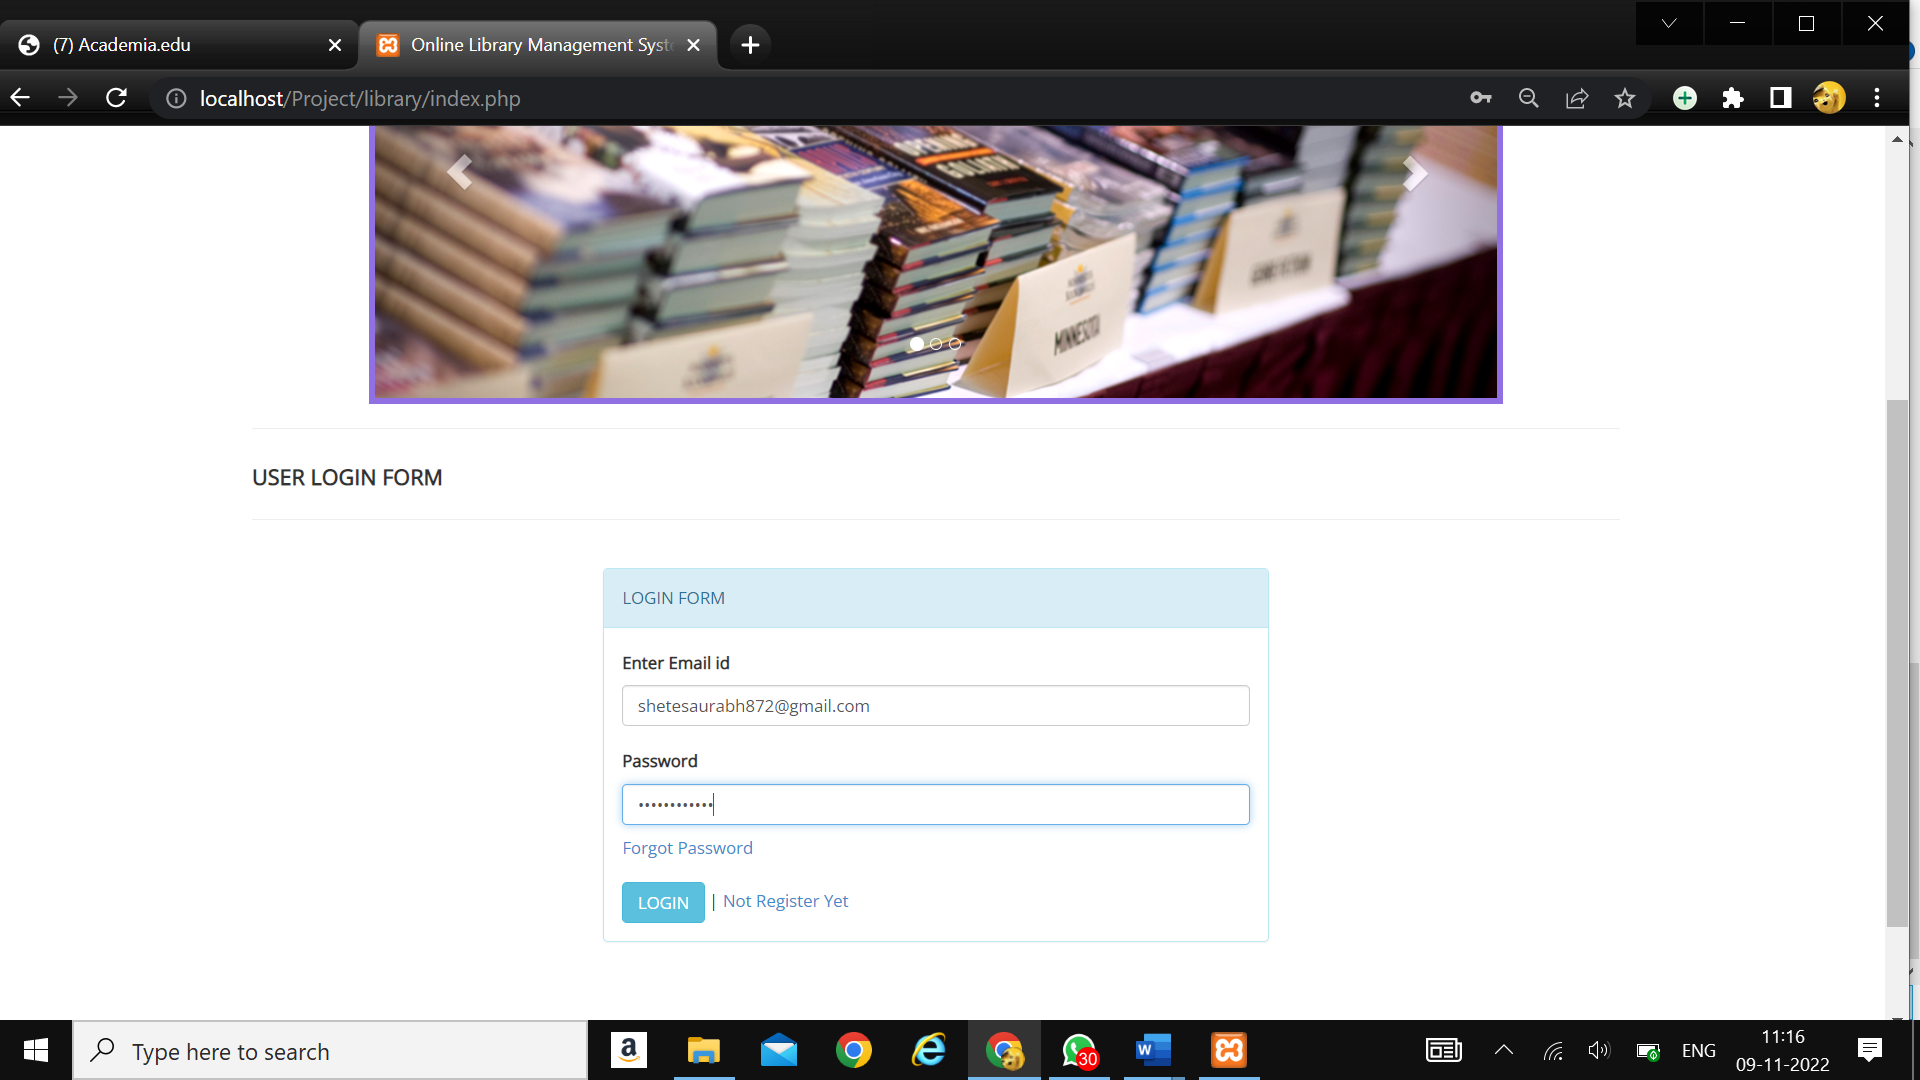 (7) Academia.edu
Online Library Management Syst
localhost/Project/library/index.php
MINNESOTA
USER LOGIN FORM
LOGIN FORM
Enter Email id
shetesaurabh872@gmail.com
Password
••••••••••••
Forgot Password
LOGIN | Not Register Yet
Type here to search
a
30
W
ENG
11:16
09-11-2022